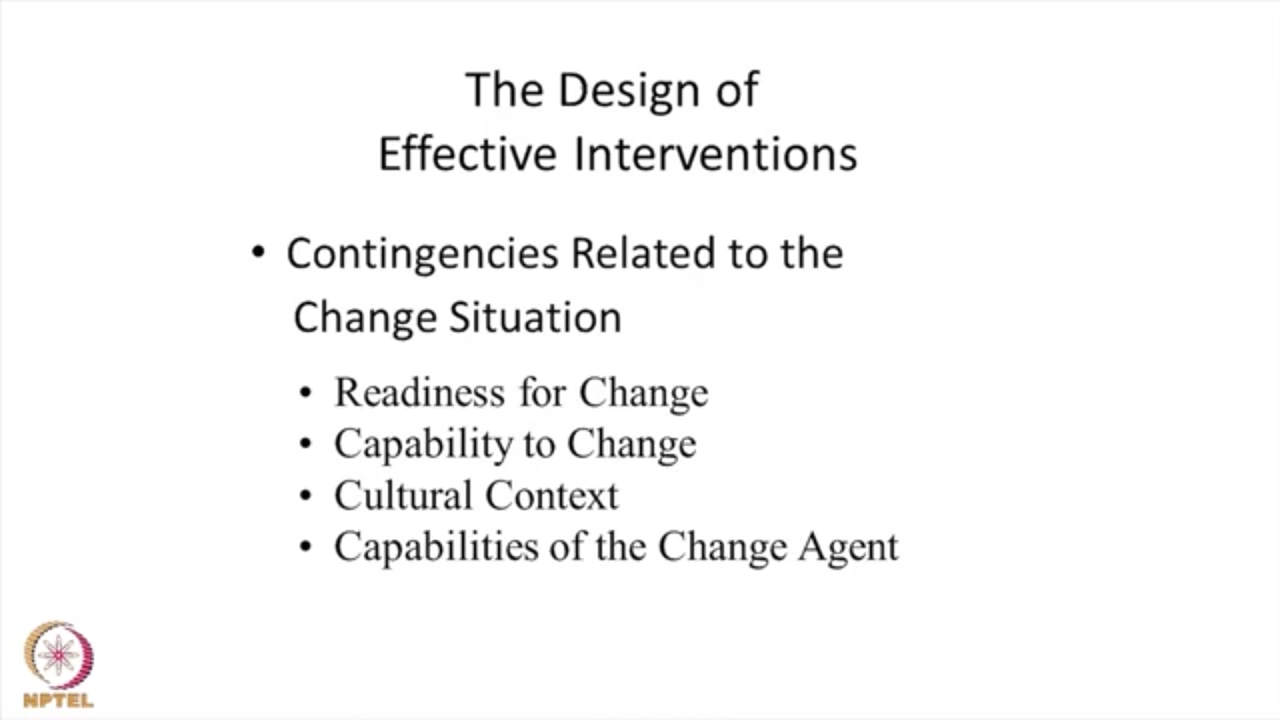 The Design of
Effective Interventions
• Contingencies Related to the
Change Situation
• Readiness for Change
• Capability to Change
• Cultural Context
• Capabilities of the Change Agent
NPTEL